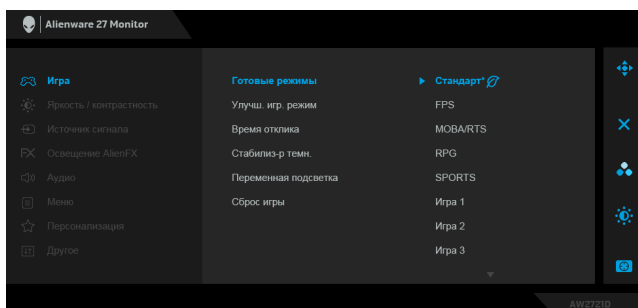 Alienware 27 Monitor
Игра
Готовые режимы
Стандарт*
Яркость / контрастность
Улучш. игр. режим
FPS
Источник сигнала
Время отклика
MOBA/RTS
FX Освещение AlienFX
Стабилиз-р темн.
RPG
Аудио
Переменная подсветка
SPORTS
Меню
Сброс игры
Игра 1
Персонализация
Игра 2
Другое
Игра 3
AW2721D